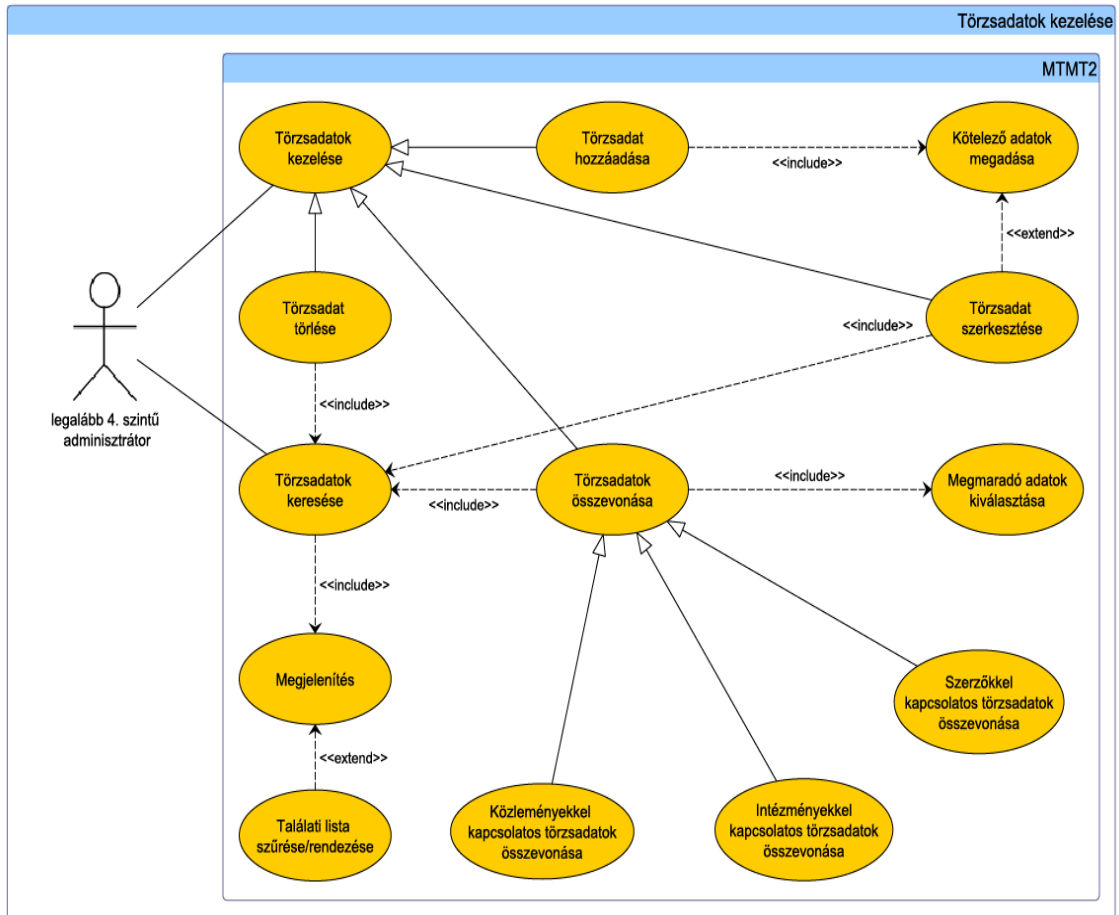 Törzsadatok kezelése
MTMT2
Törzsadatok
kezelése
Törzsadat
hozzáadása
<<include>>
Kötelező adatok
megadása
<<extend>>
Törzsadat
törlése
Törzsadat
szerkesztése
<<include>>
legalább 4. szintű
adminisztrátor
<<include>>
Törzsadatok
keresése
<<include>>
Törzsadatok
összevonása
<<include>>
Megmaradó adatok
kiválasztása
<<include>>
Megjelenítés
Szerzőkkel
kapcsolatos törzsadatok
összevonása
<<extend>>
Találati lista
szűrése/rendezése
Közleményekkel
kapcsolatos törzsadatok
összevonása
Intézményekkel
kapcsolatos törzsadatok
összevonása